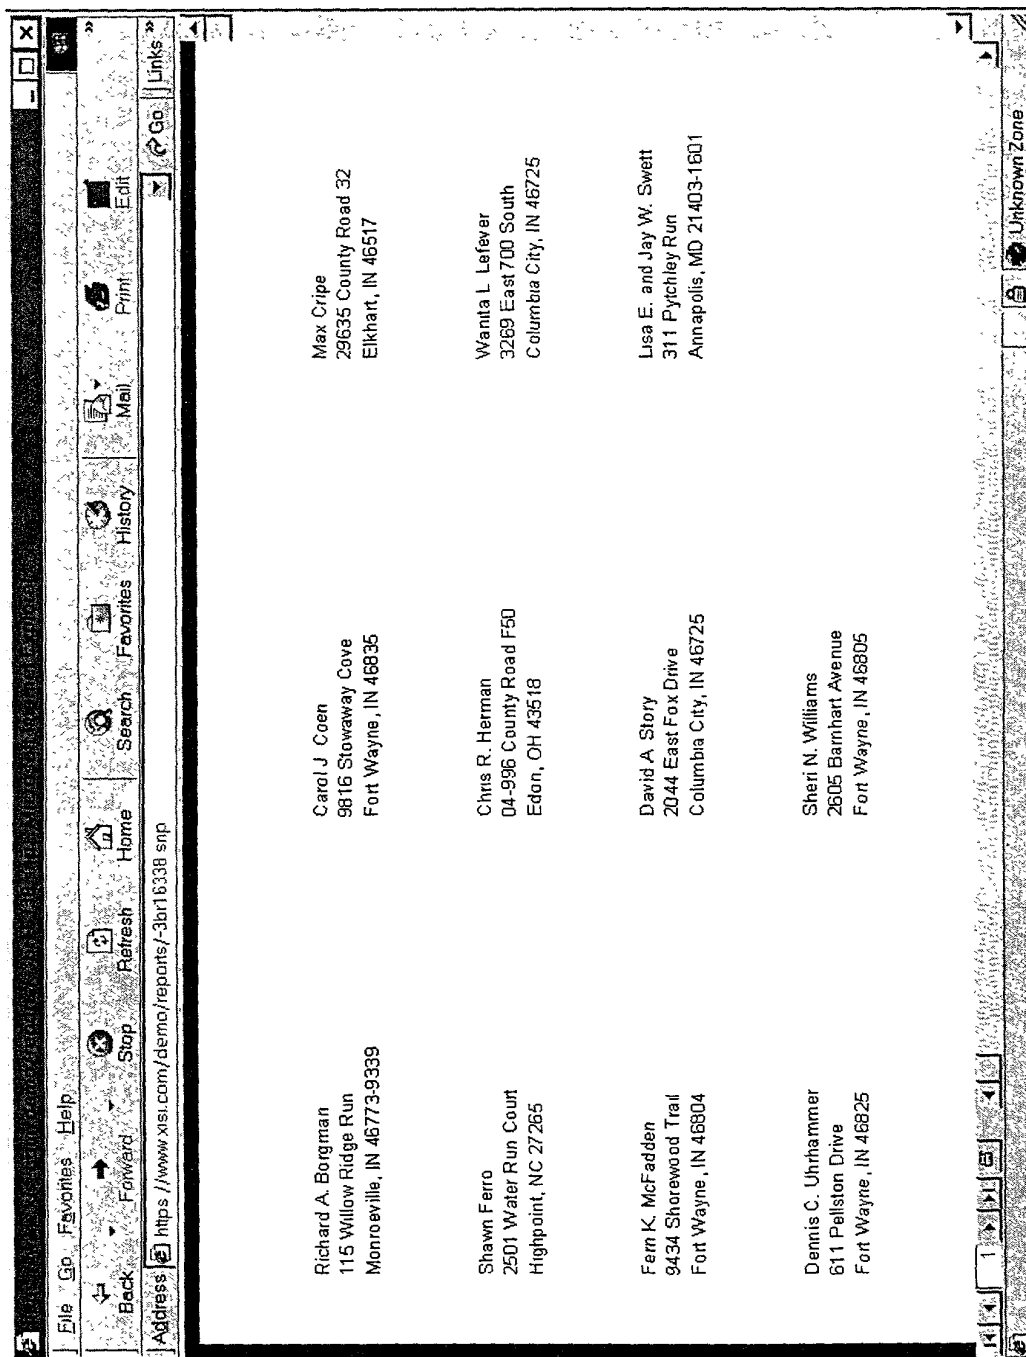 File Go Favorites Help
Back Forward Stop Refresh Home Search Favorites History Mail Print Edit »
Address https //www xisi com/demo/reports/-3br16338 snp Go Links »
Richard A. Borgman
115 Willow Ridge Run
Monroeville, IN 46773-9339
Carol J Coen
9816 Stowaway Cove
Fort Wayne, IN 46835
Max Cripe
29635 County Road 32
Elkhart, IN 46517
Shawn Ferro
2501 Water Run Court
Highpoint, NC 27265
Chris R. Herman
04-996 County Road F50
Edon, OH 43518
Wanita L Lefever
3269 East 700 South
Columbia City, IN 46725
Fern K. McFadden
9434 Shorewood Trail
Fort Wayne, IN 46804
David A Story
2044 East Fox Drive
Columbia City, IN 46725
Lisa E. and Jay W. Swett
311 Pytchley Run
Annapolis, MD 21403-1601
Dennis C. Uhrhammer
611 Pellston Drive
Fort Wayne, IN 46825
Sheri N. Williams
2605 Barnhart Avenue
Fort Wayne, IN 46805
1
Unknown Zone